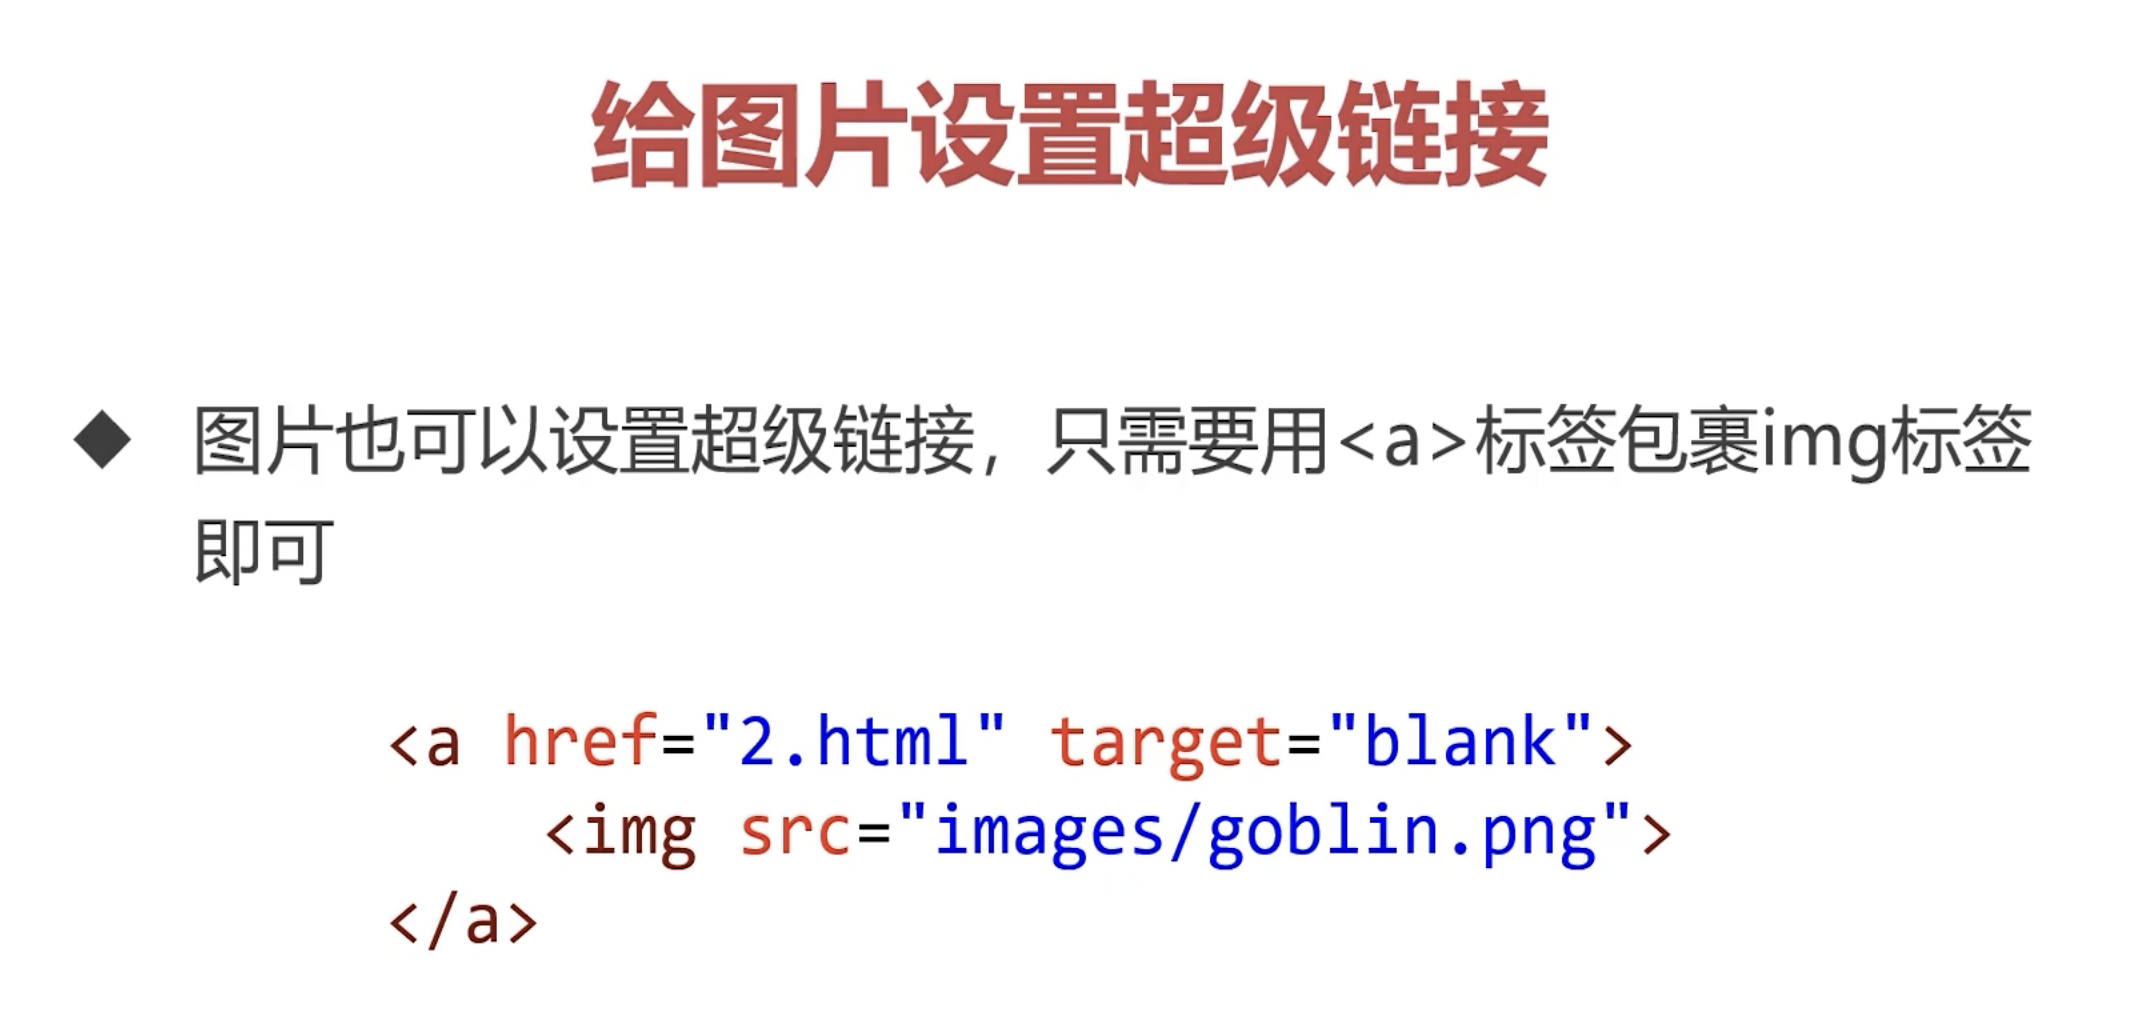 给图片设置超级链接
◆ 图片也可以设置超级链接，只需要用<a>标签包裹img标签
即可
<a href="2.html" target="blank">
    <img src="images/goblin.png">
</a>